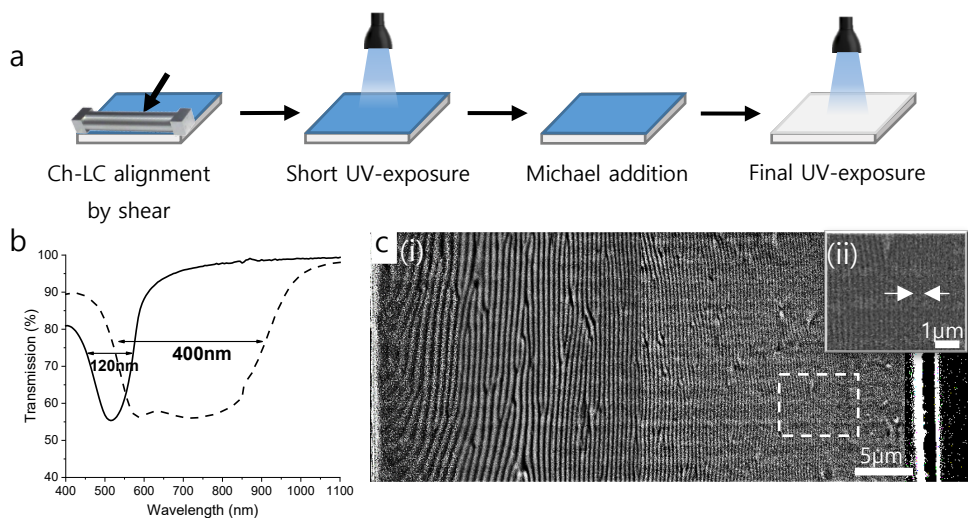 a
Ch-LC alignment
by shear
Short UV-exposure
Michael addition
Final UV-exposure
b
100
90
80
70
60
50
40
Transmission (%)
120nm
400nm
400 500 600 700 800 900 1000 1100
Wavelength (nm)
c
(i)
(ii)
1μm
5μm